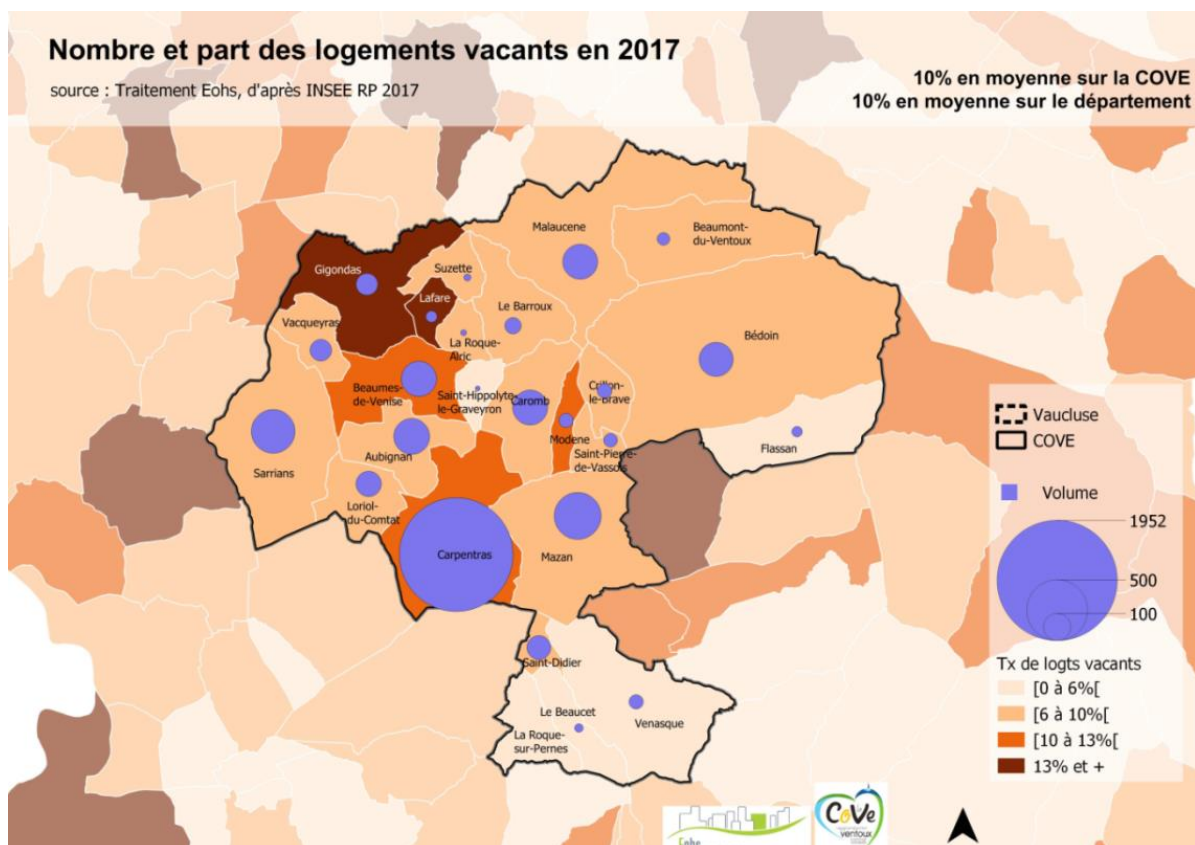 Nombre et part des logements vacants en 2017
source : Traitement Eohs, d'après INSEE RP 2017
10% en moyenne sur la COVE
10% en moyenne sur le département
Malaucene
Beaumont-
du-Ventoux
Gigondas
Suzette
Lafare
Le Barroux
Vacqueyras
La Roque-
Alric
Bédoin
Beaumes-
de-Venise
Saint-Hippolyte-
le-Graveyron
Caromb
Crillon-
le-Brave
Modene
Saint-Pierre-
de-Vassols
Flassan
Aubignan
Sarrians
Loriol-
du-Comtat
Carpentras
Mazan
Saint-Didier
Le Beaucet
Venasque
La Roque-
sur-Pernes
Vaucluse
COVE
Volume
1952
500
100
Tx de logts vacants
[0 à 6%[
[6 à 10%[
[10 à 13%[
13% et +
CoVe
ventoux